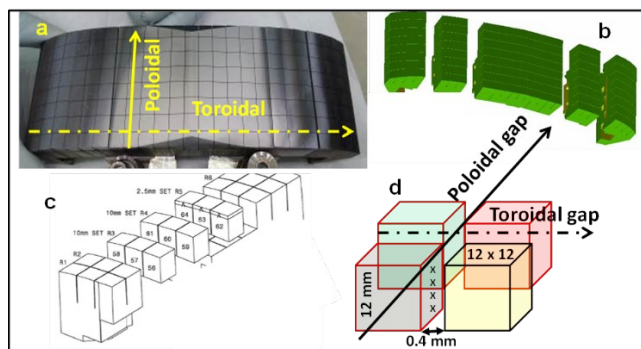 a
Poloidal
Toroidal
b
c
2.5mm SET R5
10mm SET R4
10mm SET R3
R1
R2
R6
58
57
56
61
60
59
64
63
62
d
Poloidal gap
Toroidal gap
12 x 12
12 mm
x
x
x
x
0.4 mm